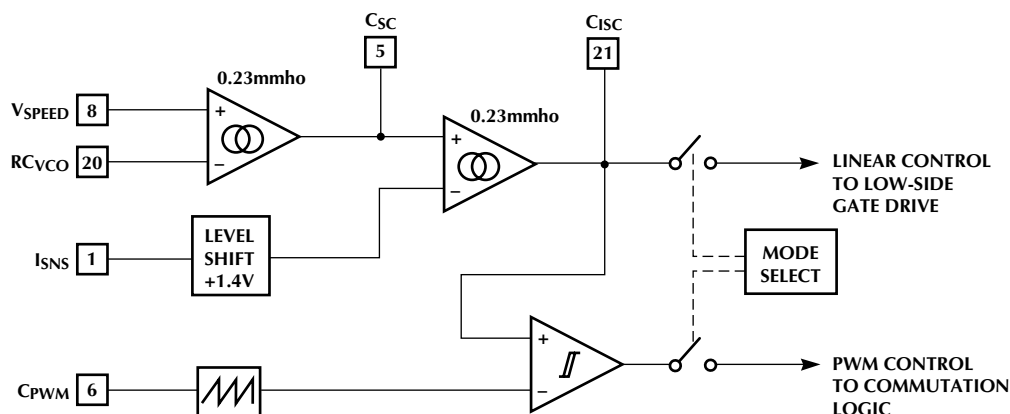 CSC
5
CISC
21
0.23mmho
VSPEED 8
+
RCVCO 20
−
0.23mmho
+
−
LINEAR CONTROL
TO LOW-SIDE
GATE DRIVE
ISNS 1
LEVEL
SHIFT
+1.4V
MODE
SELECT
+
−
CPWM 6
PWM CONTROL
TO COMMUTATION
LOGIC